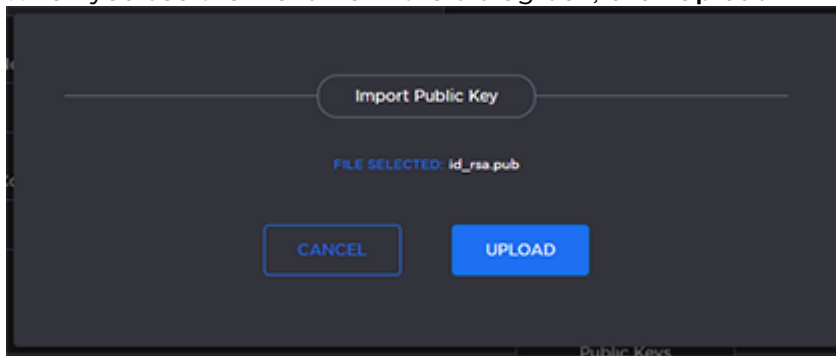 Import Public Key
FILE SELECTED: id_rsa.pub
CANCEL UPLOAD
Public Keys